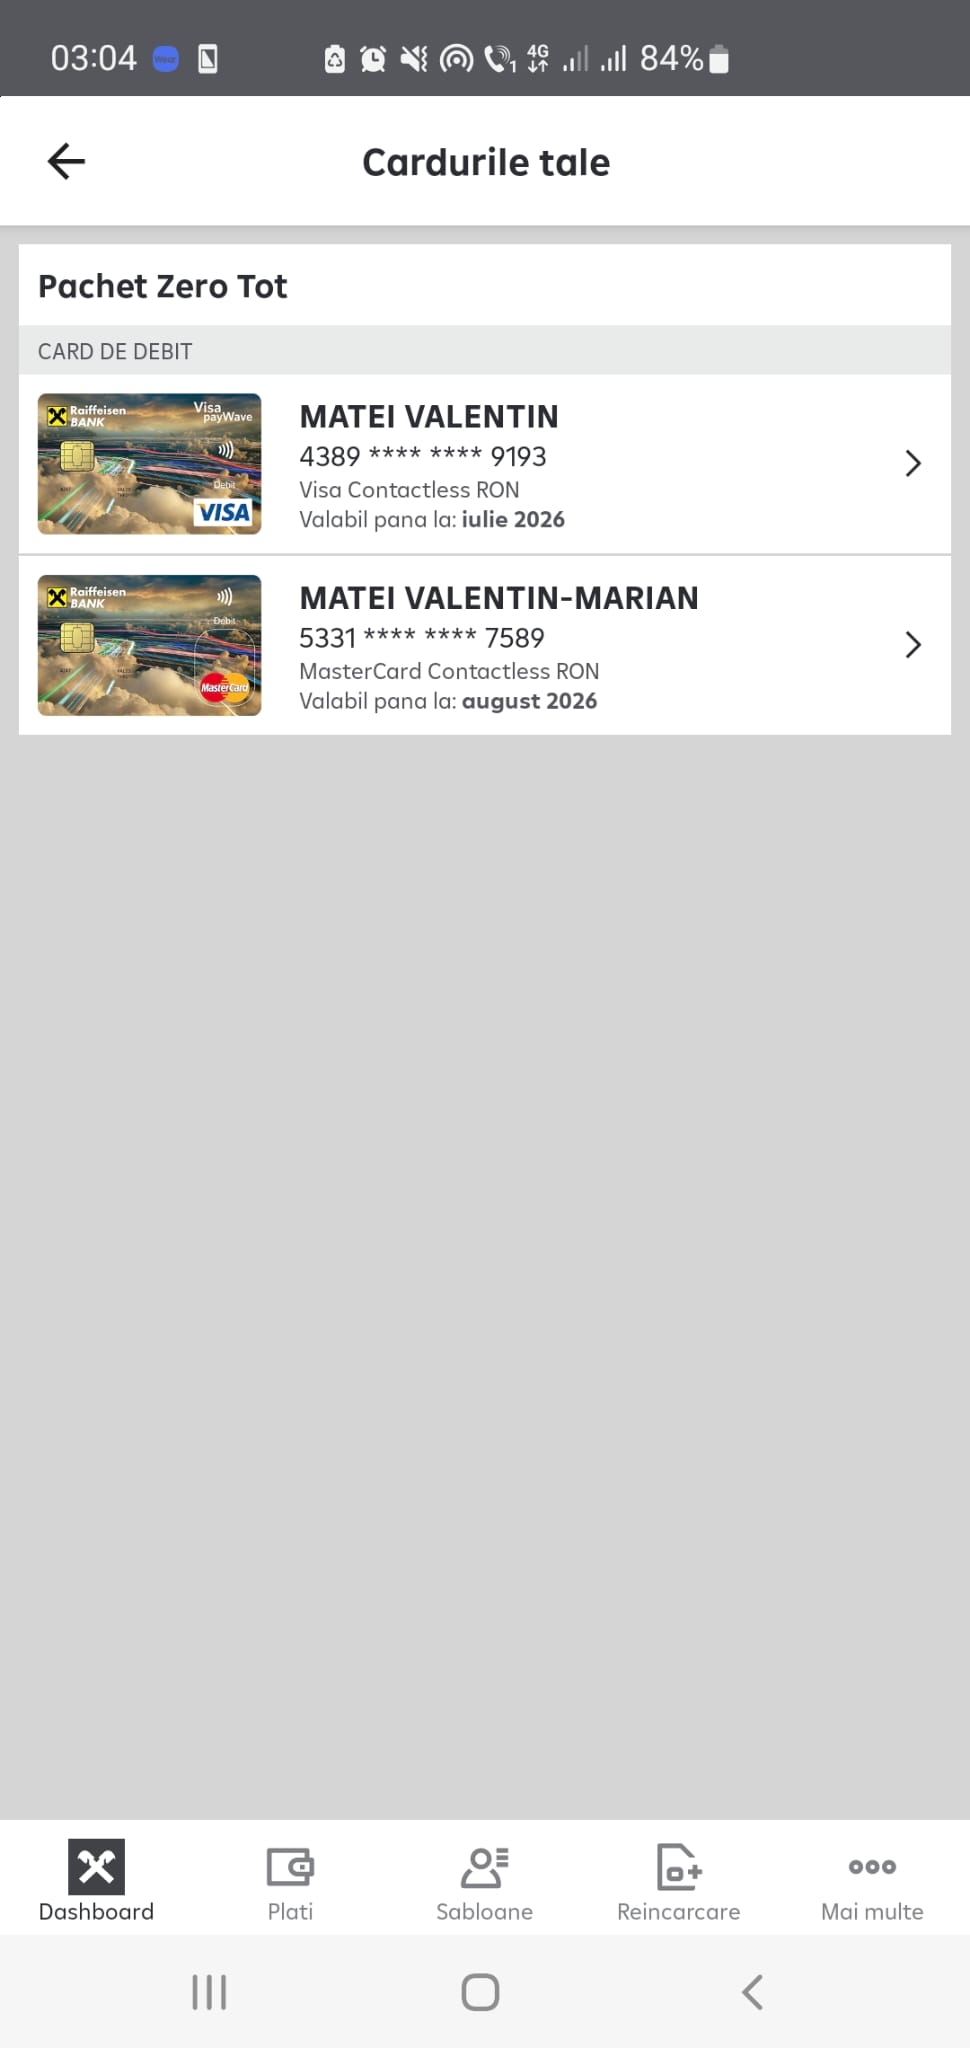 03:04 Wear 4G 84%
Cardurile tale
Pachet Zero Tot
CARD DE DEBIT
Raiffeisen BANK
Visa payWave
Debit
VISA
MATEI VALENTIN
4389 **** **** 9193
Visa Contactless RON
Valabil pana la: iulie 2026
Raiffeisen BANK
Debit
MasterCard
MATEI VALENTIN-MARIAN
5331 **** **** 7589
MasterCard Contactless RON
Valabil pana la: august 2026
Dashboard Plati Sabloane Reincarcare Mai multe